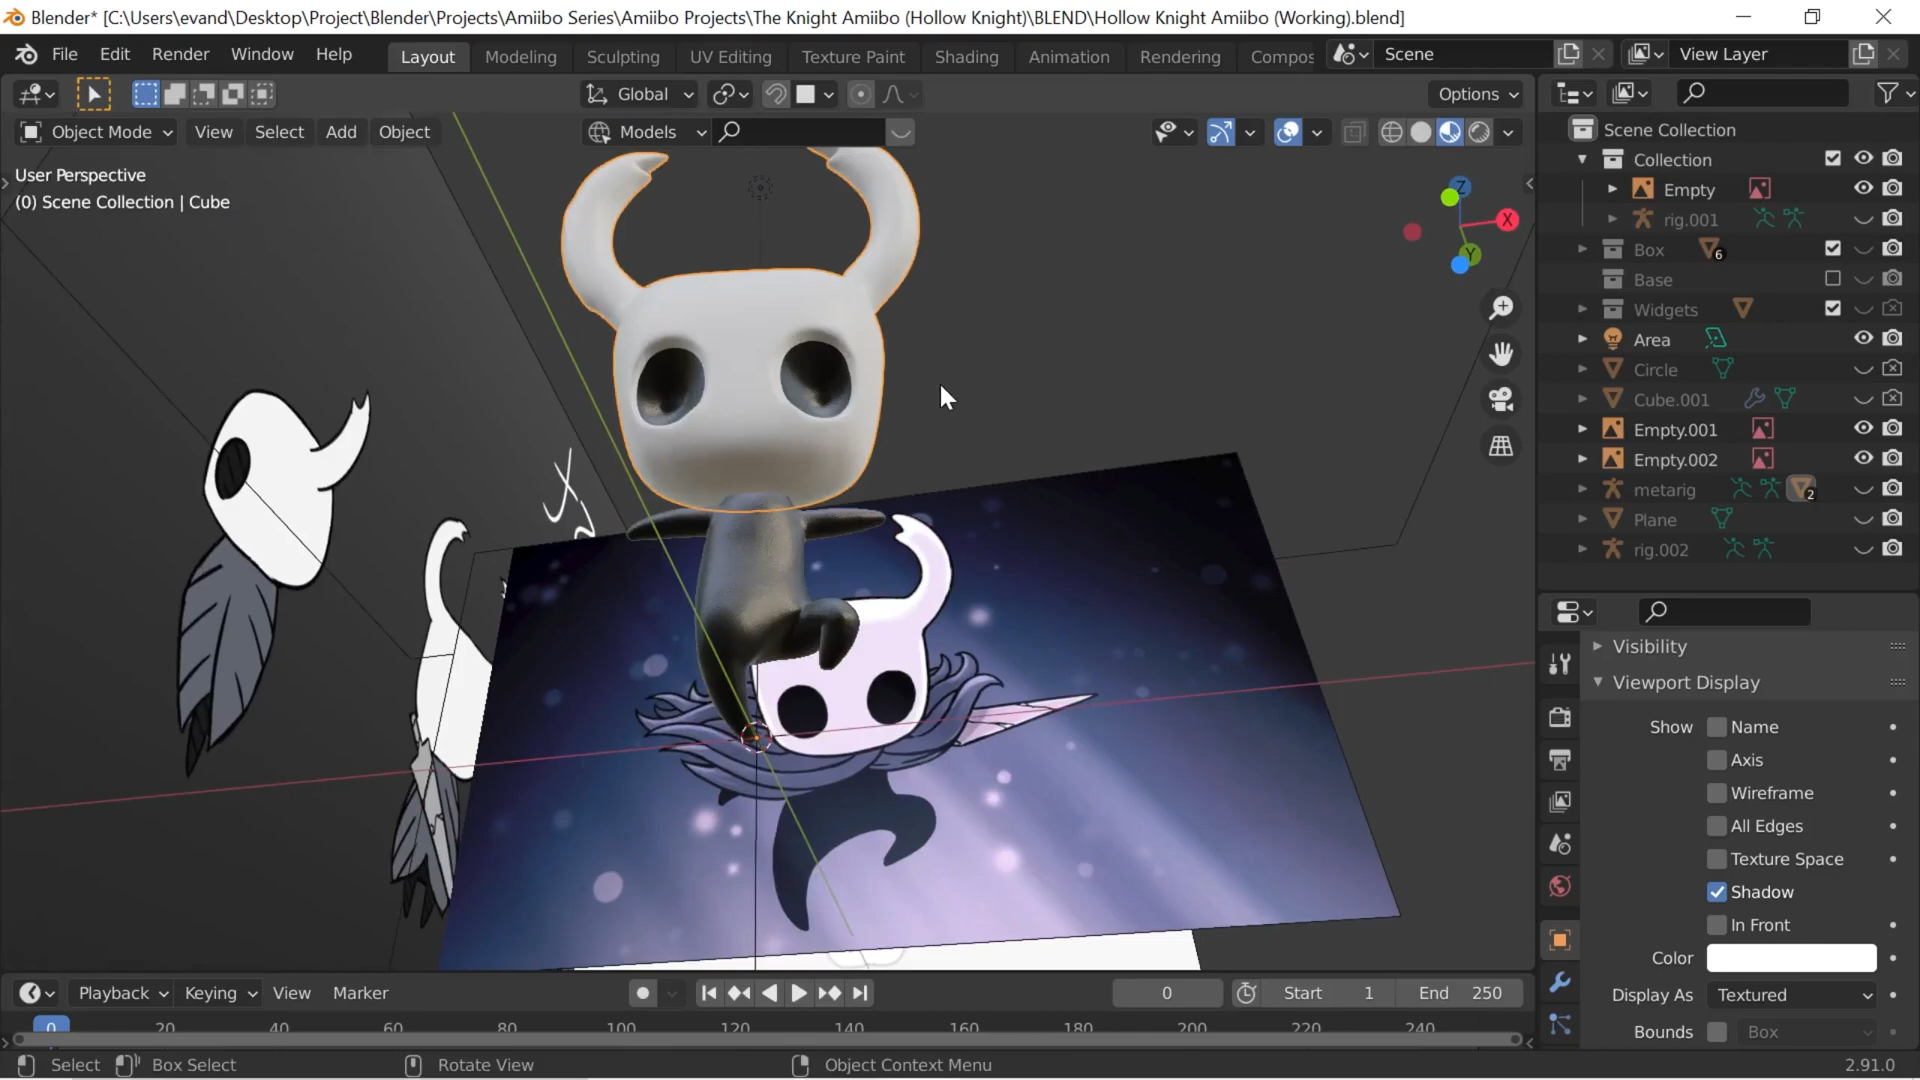 Blender* [C:\Users\evand\Desktop\Project\Blender\Projects\Amiibo Series\Amiibo Projects\The Knight Amiibo (Hollow Knight)\BLEND\Hollow Knight Amiibo (Working).blend]
File Edit Render Window Help Layout Modeling Sculpting UV Editing Texture Paint Shading Animation Rendering Compos Scene View Layer
Global Options
Object Mode View Select Add Object Models
User Perspective
(0) Scene Collection | Cube
Z
X
Y
Scene Collection
Collection
Empty
rig.001
Box 6
Base
Widgets
Area
Circle
Cube.001
Empty.001
Empty.002
metarig 2
Plane
rig.002
Visibility
Viewport Display
Show Name
Axis
Wireframe
All Edges
Texture Space
Shadow
In Front
Color
Display As Textured
Bounds Box
Playback Keying View Marker 0 Start 1 End 250
0 20 40 60 80 100 120 140 160 180 200 220 240
Select Box Select Rotate View Object Context Menu 2.91.0